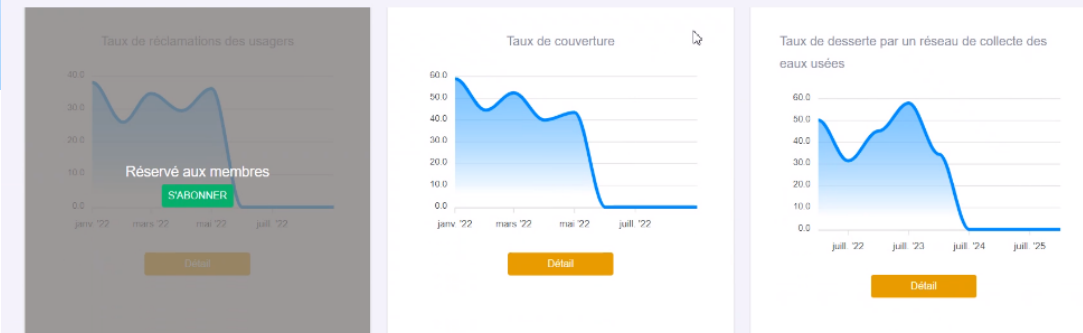 Taux de réclamations des usagers
40.0
30.0
20.0
10.0
0.0
janv. '22 mars '22 mai '22 juill. '22
Réservé aux membres
S'ABONNER
Détail
Taux de couverture
60.0
50.0
40.0
30.0
20.0
10.0
0.0
janv. '22 mars '22 mai '22 juill. '22
Détail
Taux de desserte par un réseau de collecte des
eaux usées
60.0
50.0
40.0
30.0
20.0
10.0
0.0
juill. '22 juill. '23 juill. '24 juill. '25
Détail